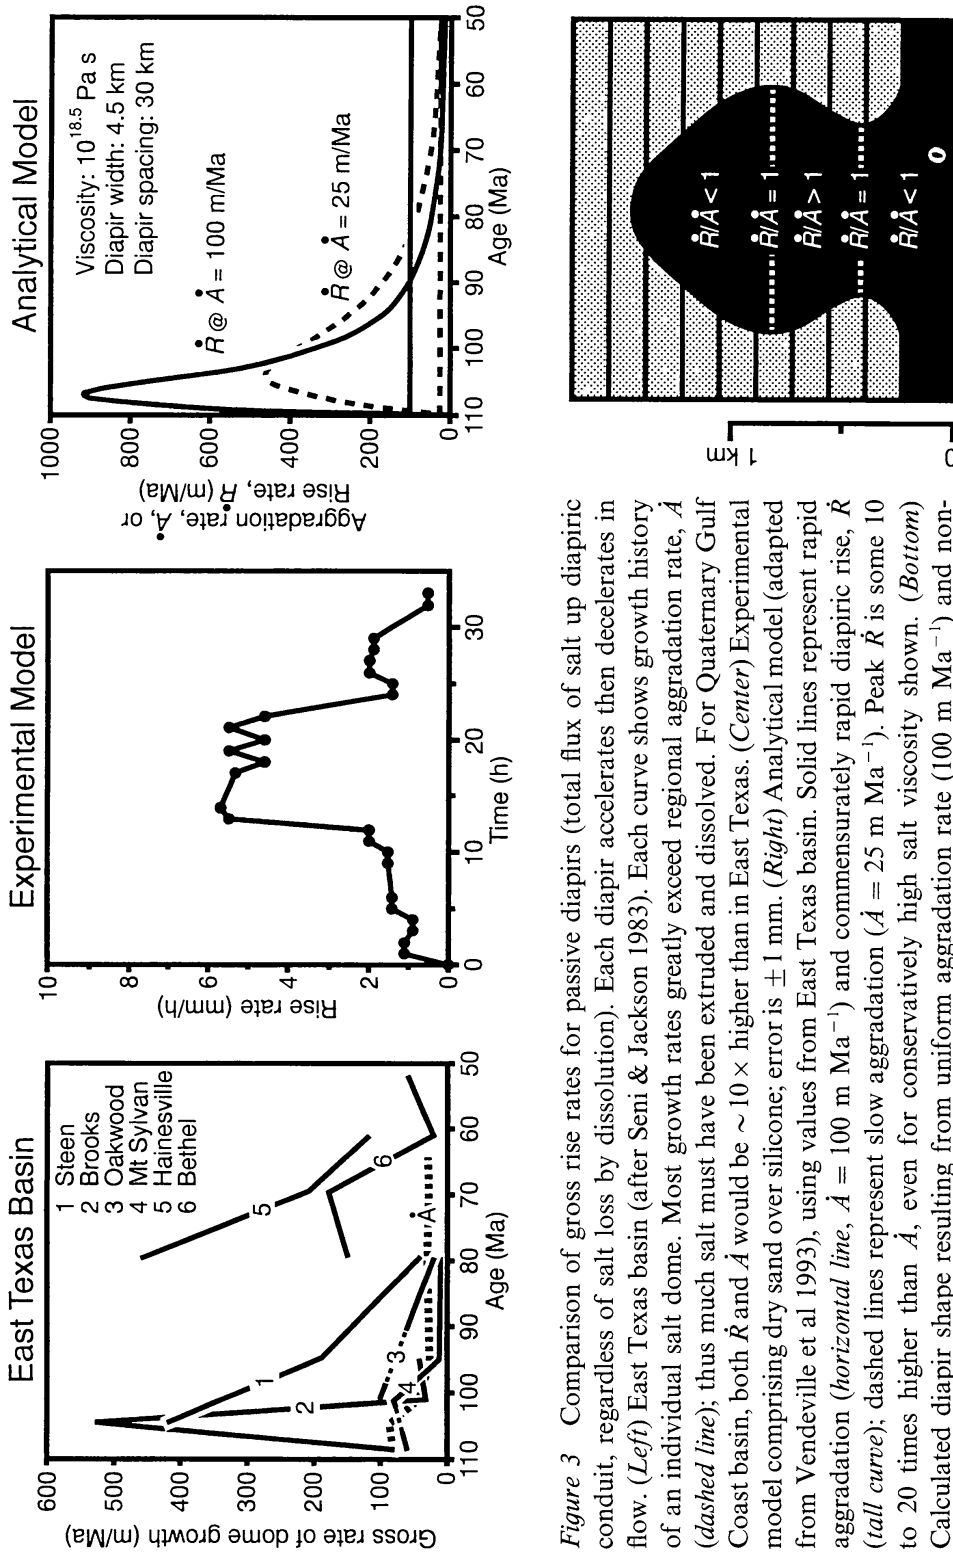 East Texas Basin
Gross rate of dome growth (m/Ma)
600
500
400
300
200
100
0
1 Steen
2 Brooks
3 Oakwood
4 Mt Sylvan
5 Hainesville
6 Bethel
1
2
3
4
5
6
Ȧ
110 100 90 80 70 60 50
Age (Ma)
Experimental Model
Rise rate (mm/h)
10
8
6
4
2
0
0 10 20 30
Time (h)
Analytical Model
Aggradation rate, Ȧ, or
Rise rate, Ṙ (m/Ma)
1000
800
600
400
200
0
Viscosity: 10^18.5 Pa s
Diapir width: 4.5 km
Diapir spacing: 30 km
Ṙ @ Ȧ = 100 m/Ma
Ṙ @ Ȧ = 25 m/Ma
110 100 90 80 70 60 50
Age (Ma)
1 km
0
Ṙ/Ȧ < 1
Ṙ/Ȧ = 1
Ṙ/Ȧ > 1
Ṙ/Ȧ = 1
Ṙ/Ȧ < 1
0
Figure 3 Comparison of gross rise rates for passive diapirs (total flux of salt up diapiric
conduit, regardless of salt loss by dissolution). Each diapir accelerates then decelerates in
flow. (Left) East Texas basin (after Seni & Jackson 1983). Each curve shows growth history
of an individual salt dome. Most growth rates greatly exceed regional aggradation rate, Ȧ
(dashed line); thus much salt must have been extruded and dissolved. For Quaternary Gulf
Coast basin, both Ṙ and Ȧ would be ~10 × higher than in East Texas. (Center) Experimental
model comprising dry sand over silicone; error is ±1 mm. (Right) Analytical model (adapted
from Vendeville et al 1993), using values from East Texas basin. Solid lines represent rapid
aggradation (horizontal line, Ȧ = 100 m Ma⁻¹) and commensurately rapid diapiric rise, Ṙ
(tall curve); dashed lines represent slow aggradation (Ȧ = 25 m Ma⁻¹). Peak Ṙ is some 10
to 20 times higher than Ȧ, even for conservatively high salt viscosity shown. (Bottom)
Calculated diapir shape resulting from uniform aggradation rate (100 m Ma⁻¹) and non-